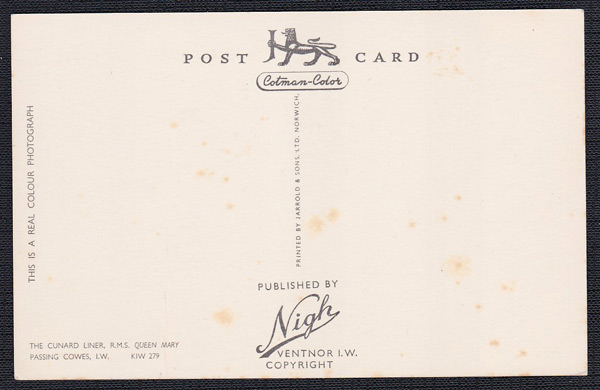 POST CARD
Cotman-Color
THIS IS A REAL COLOUR PHOTOGRAPH
PRINTED BY JARROLD & SONS, LTD. NORWICH.
PUBLISHED BY
Nigh
VENTNOR I.W.
COPYRIGHT
THE CUNARD LINER, R.M.S. QUEEN MARY
PASSING COWES, I.W. KIW 279